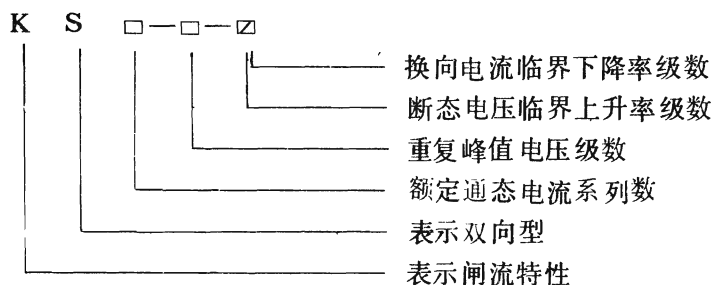 K S □—□—☑
换向电流临界下降率级数
断态电压临界上升率级数
重复峰值电压级数
额定通态电流系列数
表示双向型
表示闸流特性